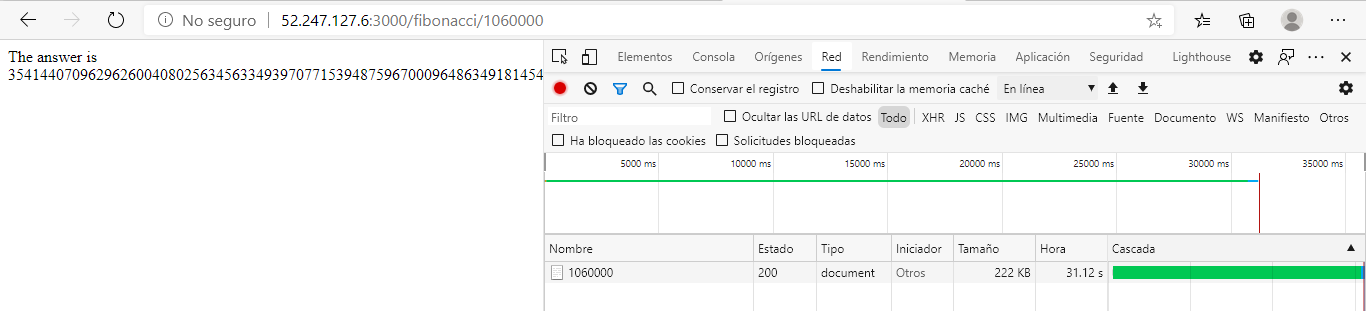 No seguro 52.247.127.6:3000/fibonacci/1060000
The answer is
3541440709629626004080256345633493970771539487596700096486349181454
Elementos Consola Orígenes Red Rendimiento Memoria Aplicación Seguridad Lighthouse
Conservar el registro Deshabilitar la memoria caché En línea
Filtro Ocultar las URL de datos Todo XHR JS CSS IMG Multimedia Fuente Documento WS Manifiesto Otros
Ha bloqueado las cookies Solicitudes bloqueadas
5000 ms 10000 ms 15000 ms 20000 ms 25000 ms 30000 ms 35000 ms
Nombre Estado Tipo Iniciador Tamaño Hora Cascada
1060000 200 document Otros 222 KB 31.12 s